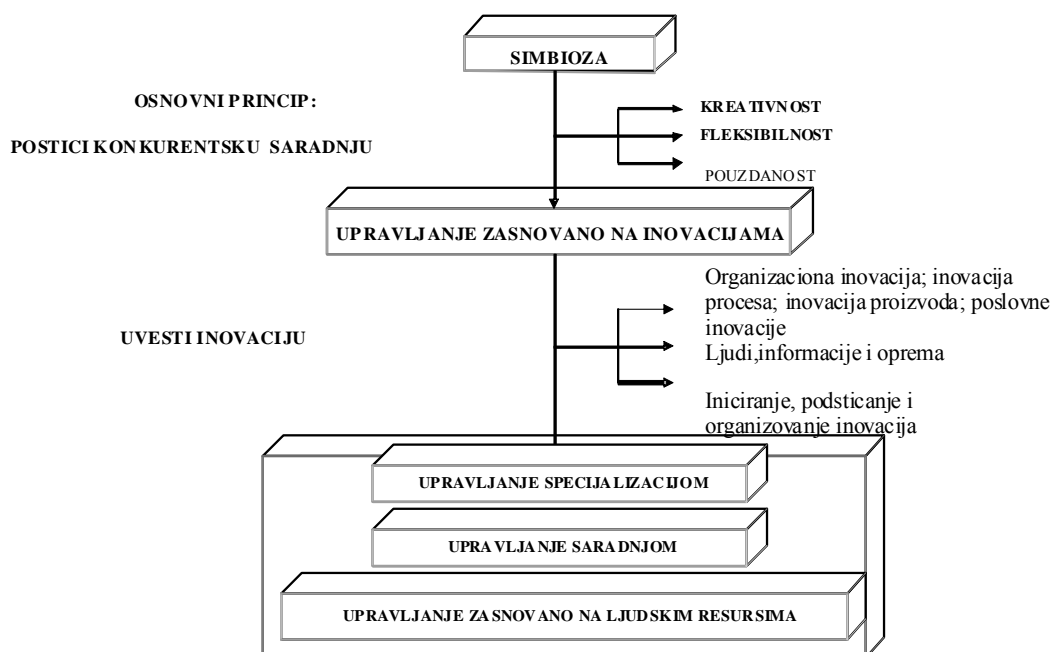 SIMBIOZA
OSNOVNI PRINCIP:
POSTICI KONKURENTSKU SARADNJU
KREATIVNOST
FLEKSIBILNOST
POUZDANOST
UPRAVLJANJE ZASNOVANO NA INOVACIJAMA
UVESTI INOVACIJU
Organizaciona inovacija; inovacija
procesa; inovacija proizvoda; poslovne
inovacije
Ljudi,informacije i oprema
Iniciranje, podsticanje i
organizovanje inovacija
UPRAVLJANJE SPECIJALIZACIJOM
UPRAVLJANJE SARADNJOM
UPRAVLJANJE ZASNOVANO NA LJUDSKIM RESURSIMA